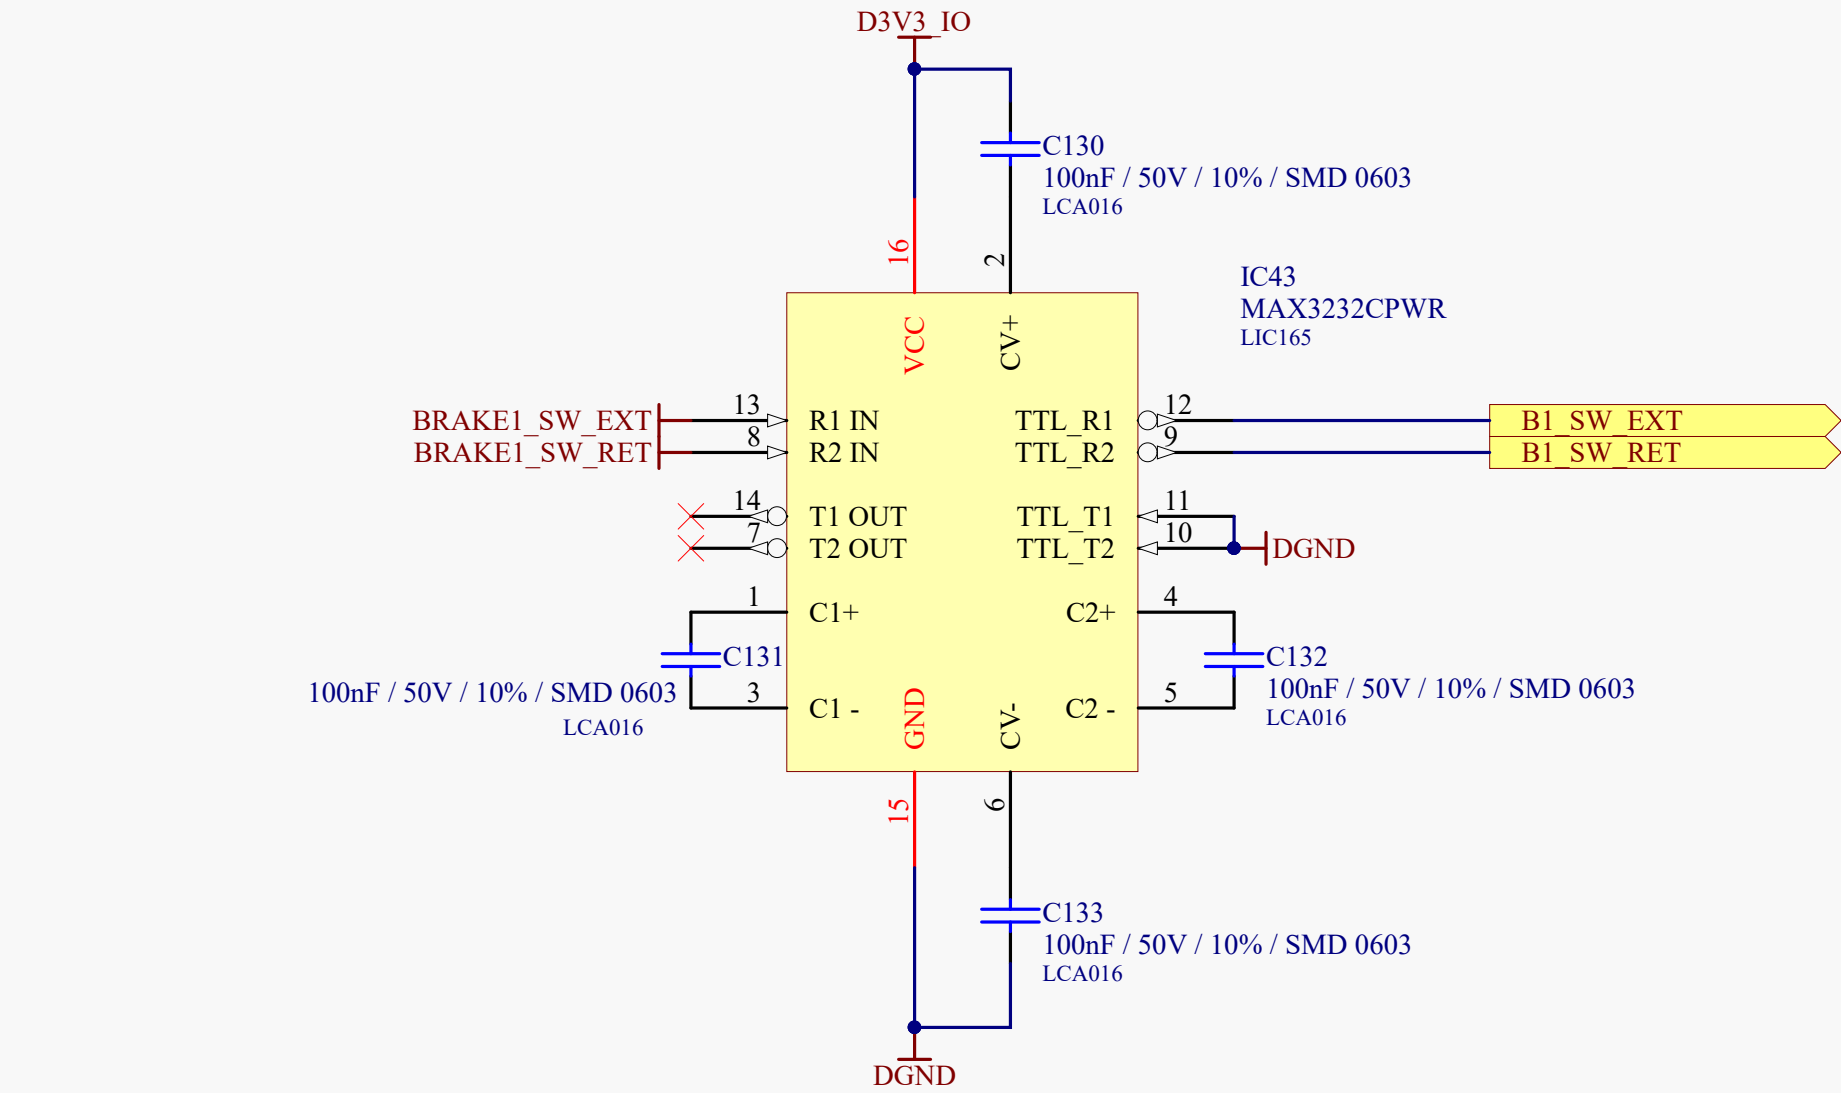 D3V3_IO
C130
100nF / 50V / 10% / SMD 0603
LCA016
16
2
IC43
MAX3232CPWR
LIC165
VCC
CV+
BRAKE1_SW_EXT
13
R1 IN
TTL_R1
12
B1_SW_EXT
BRAKE1_SW_RET
8
R2 IN
TTL_R2
9
B1_SW_RET
14
T1 OUT
TTL_T1
11
7
T2 OUT
TTL_T2
10
DGND
1
C1+
C2+
4
C131
100nF / 50V / 10% / SMD 0603
LCA016
3
C1 -
C2 -
5
C132
100nF / 50V / 10% / SMD 0603
LCA016
GND
CV-
15
6
C133
100nF / 50V / 10% / SMD 0603
LCA016
DGND